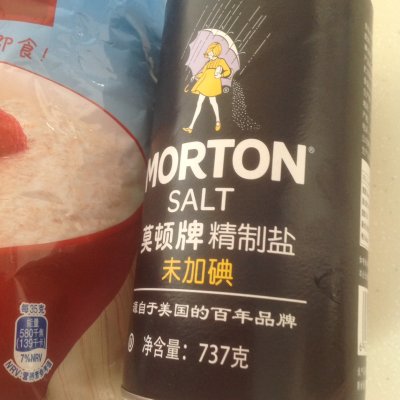 即食!
MORTON®
SALT
莫顿牌 精制盐
未加碘
源自于美国的百年品牌
净含量: 737克
每35克
能量
580千焦
(139千卡)
7%NRV